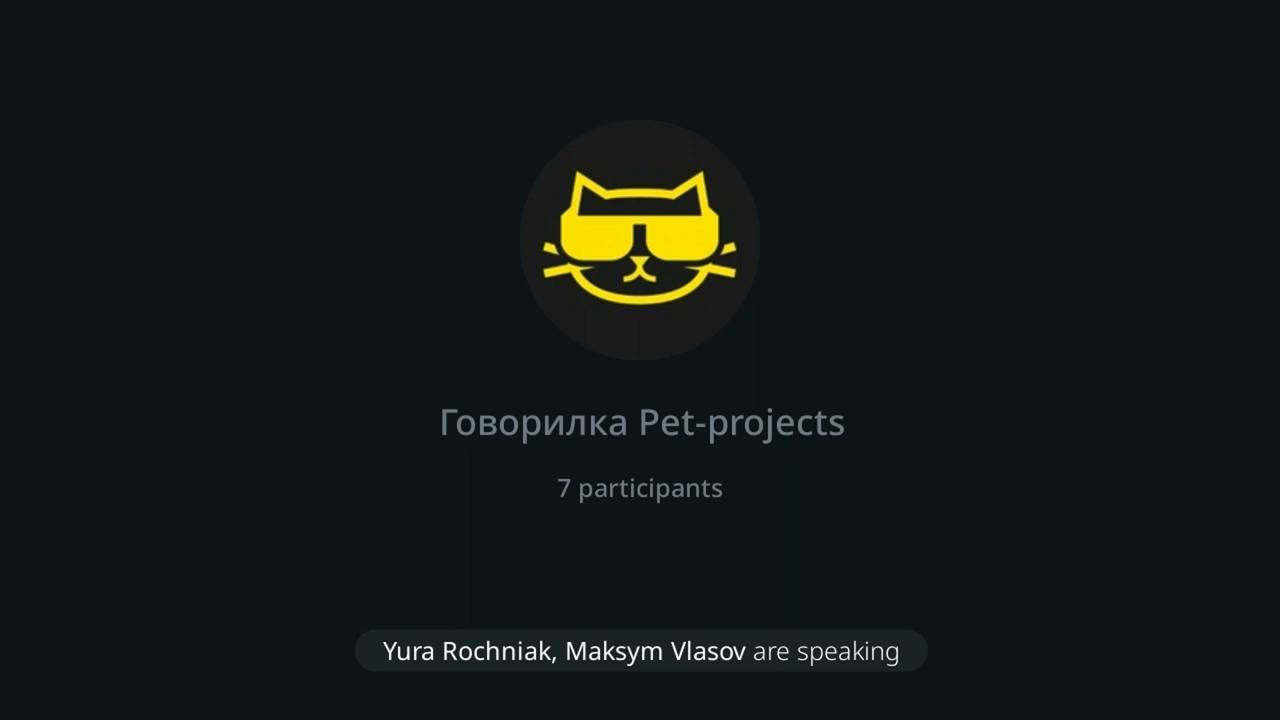 Говорилка Pet-projects
7 participants
Yura Rochniak, Maksym Vlasov are speaking